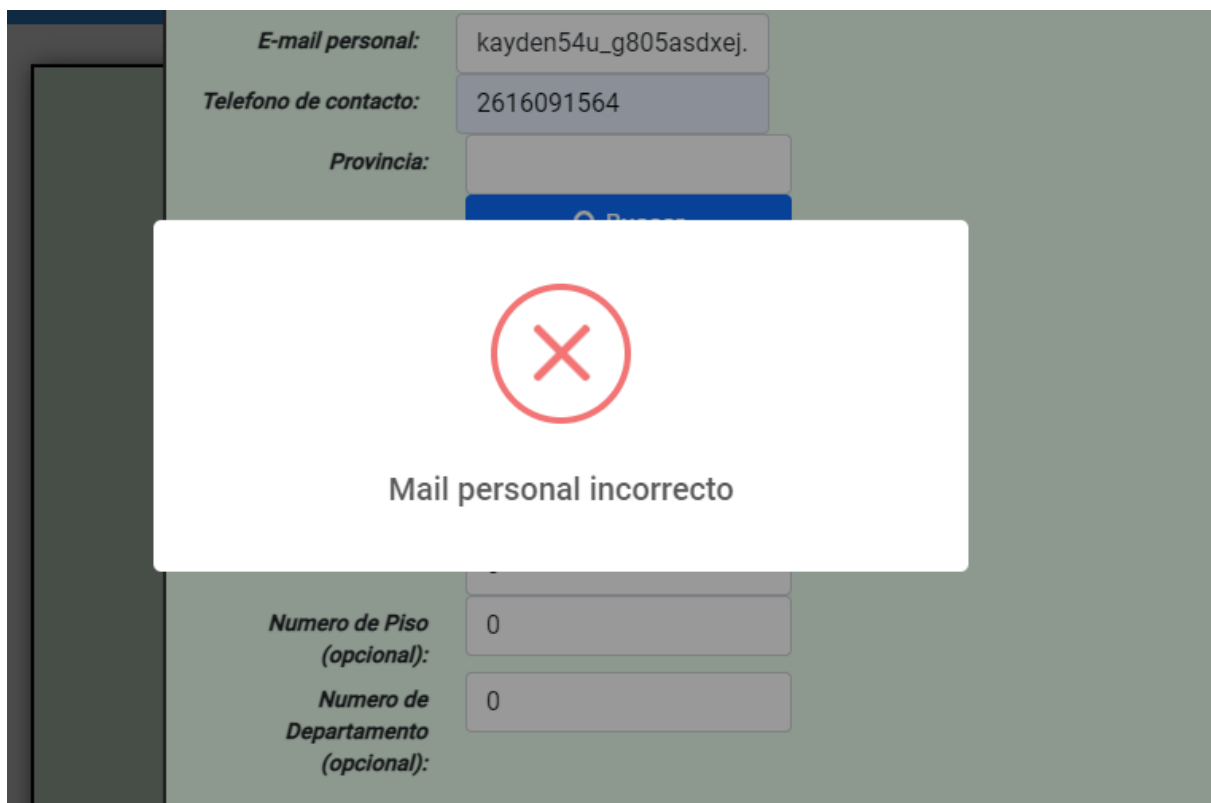 E-mail personal: kayden54u_g805asdxej.
Telefono de contacto: 2616091564
Provincia:
Mail personal incorrecto
Numero de Piso 0
(opcional):
Numero de 0
Departamento
(opcional):